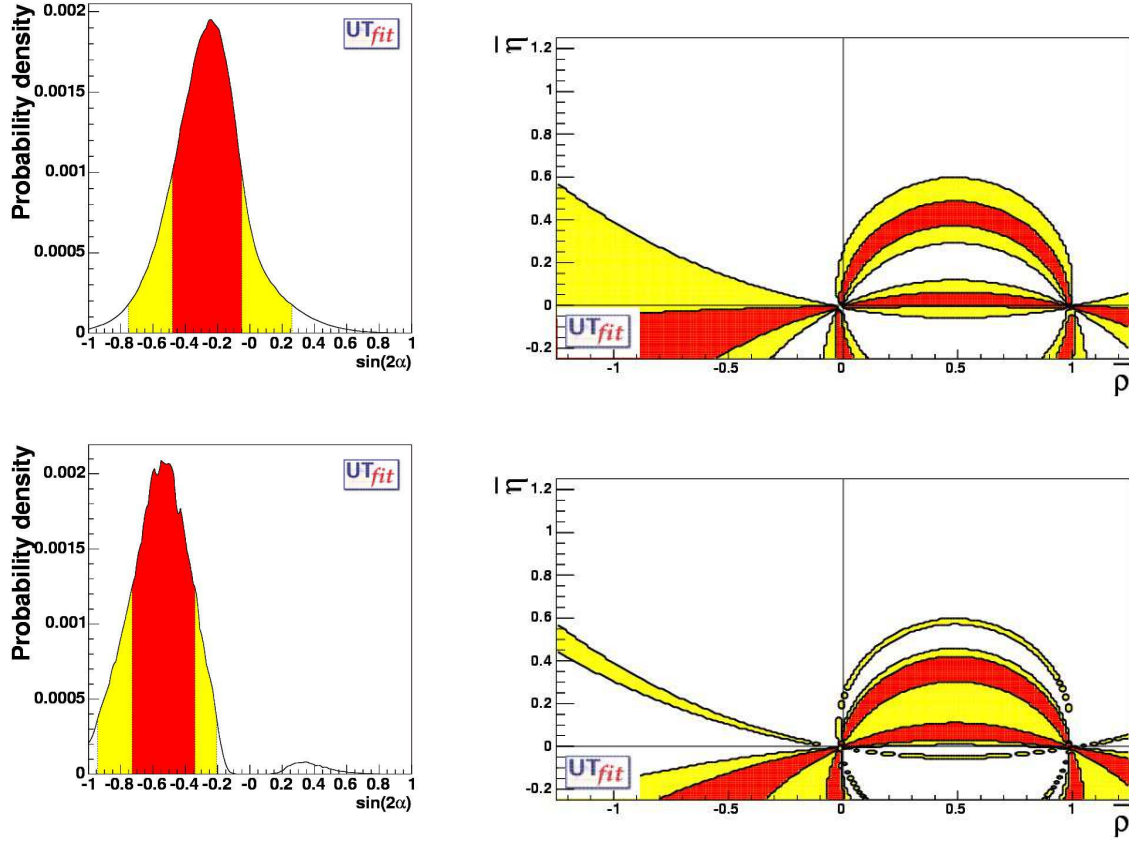 Probability density
0.002
0.0015
0.001
0.0005
0
-1 -0.8 -0.6 -0.4 -0.2 -0 0.2 0.4 0.6 0.8 1
sin(2α)
UTfit
η̅
1.2
1
0.8
0.6
0.4
0.2
0
-0.2
-1 -0.5 0 0.5 1
ρ̅
UTfit
Probability density
0.002
0.0015
0.001
0.0005
0
-1 -0.8 -0.6 -0.4 -0.2 -0 0.2 0.4 0.6 0.8 1
sin(2α)
UTfit
η̅
1.2
1
0.8
0.6
0.4
0.2
0
-0.2
-1 -0.5 0 0.5 1
ρ̅
UTfit